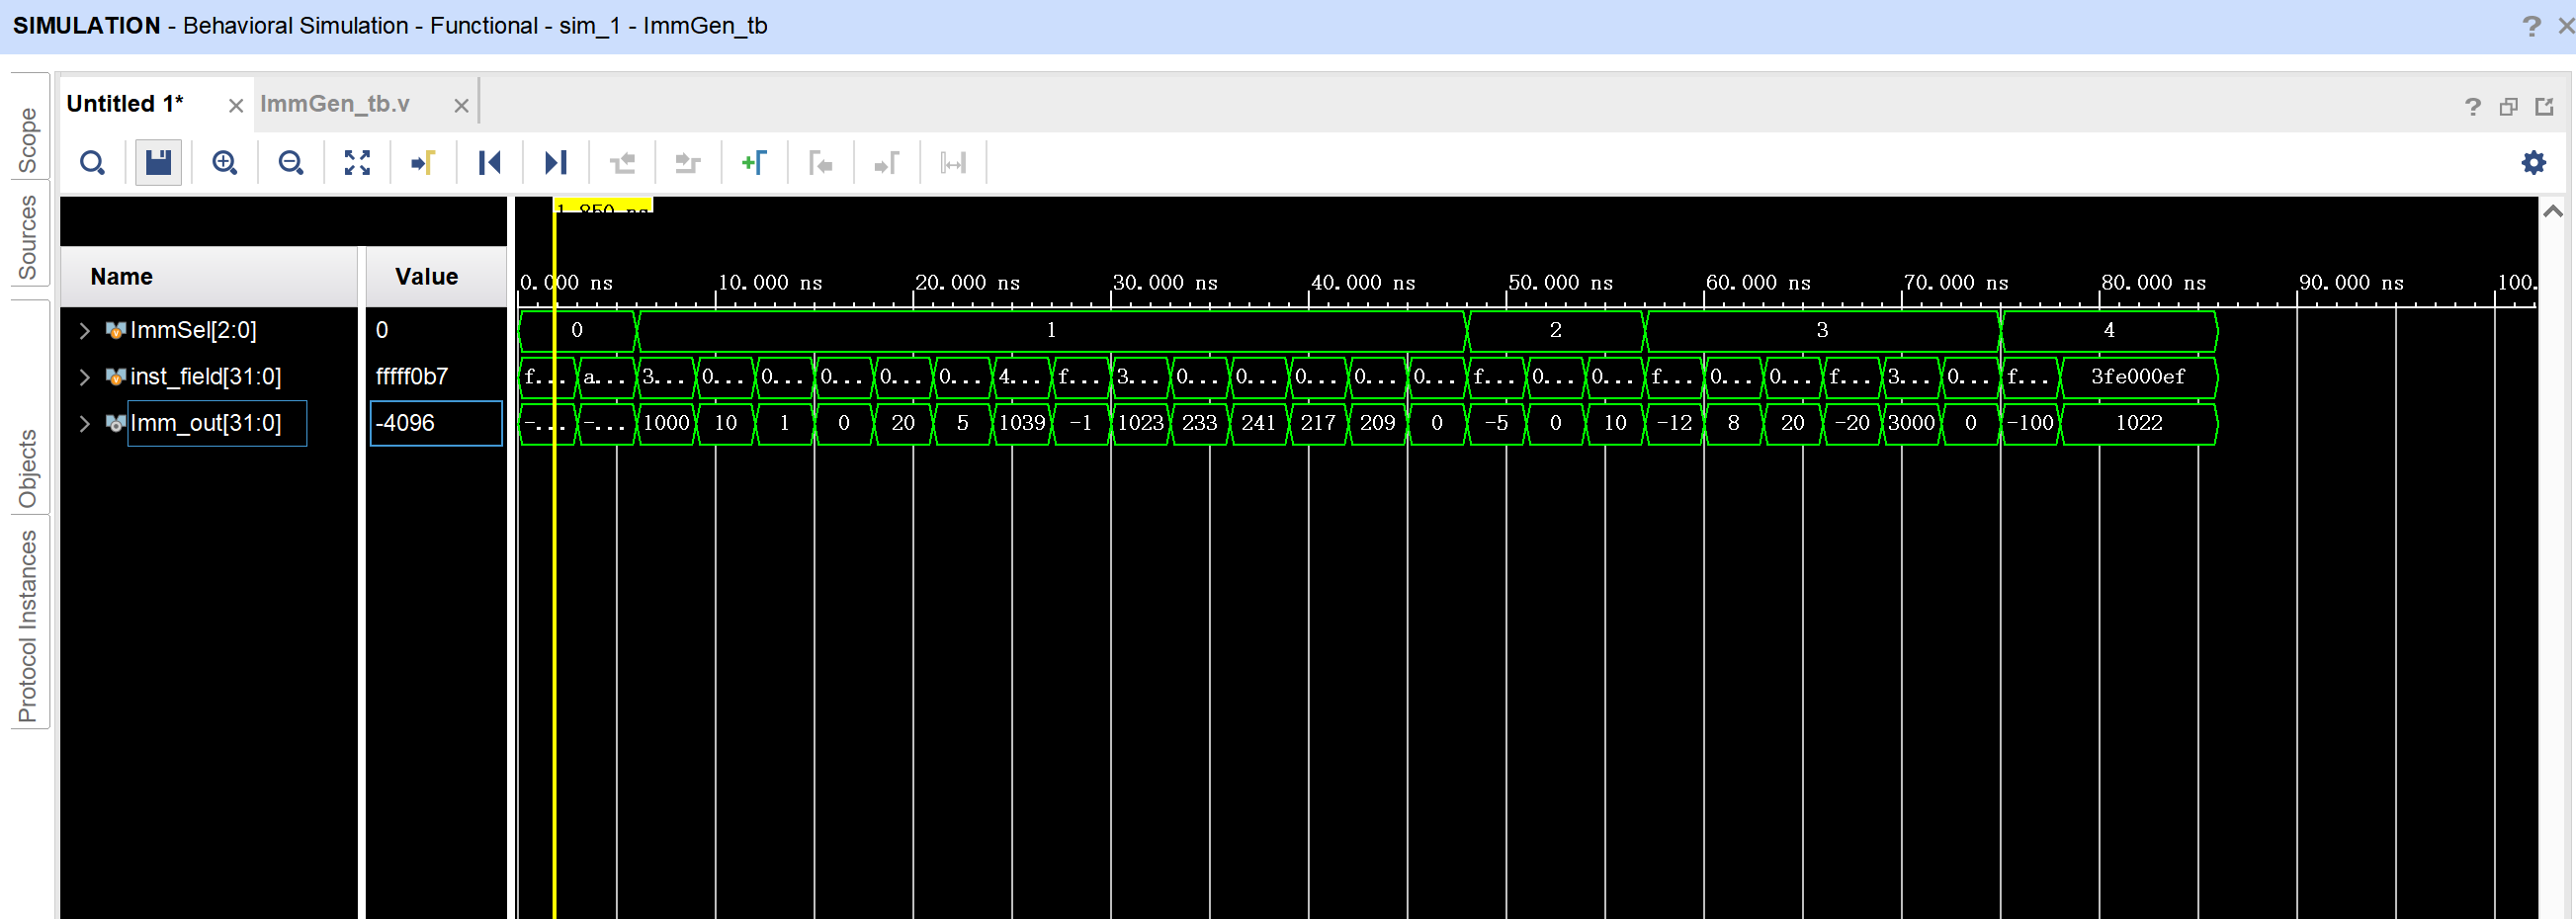 SIMULATION - Behavioral Simulation - Functional - sim_1 - ImmGen_tb
Scope
Sources
Objects
Protocol Instances
Untitled 1*
ImmGen_tb.v
1.850 ns
Name Value
0.000 ns 10.000 ns 20.000 ns 30.000 ns 40.000 ns 50.000 ns 60.000 ns 70.000 ns 80.000 ns 90.000 ns 100.
ImmSel[2:0] 0 0 1 2 3 4
inst_field[31:0] fffff0b7 f... a... 3... 0... 0... 0... 0... 0... 4... f... 3... 0... 0... 0... 0... 0... f... 0... 0... f... 0... 0... f... 3... 0... f... 3fe000ef
Imm_out[31:0] -4096 -... -... 1000 10 1 0 20 5 1039 -1 1023 233 241 217 209 0 -5 0 10 -12 8 20 -20 3000 0 -100 1022